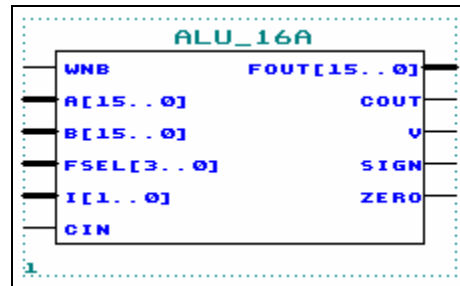 ALU_16A
WNB FOUT[15..0]
A[15..0] COUT
B[15..0] V
FSEL[3..0] SIGN
I[1..0] ZERO
CIN
1